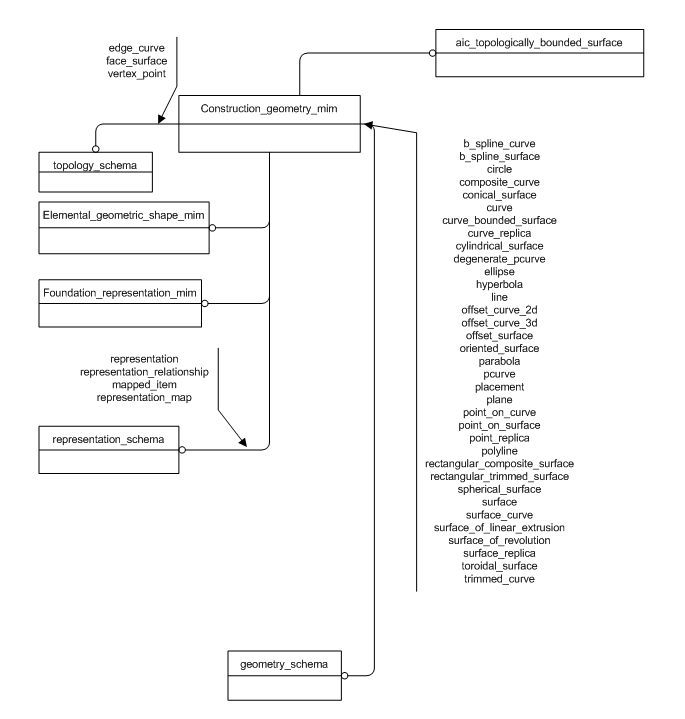 edge_curve
face_surface
vertex_point
aic_topologically_bounded_surface
Construction_geometry_mim
topology_schema
Elemental_geometric_shape_mim
Foundation_representation_mim
representation
representation_relationship
mapped_item
representation_map
representation_schema
b_spline_curve
b_spline_surface
circle
composite_curve
conical_surface
curve
curve_bounded_surface
curve_replica
cylindrical_surface
degenerate_pcurve
ellipse
hyperbola
line
offset_curve_2d
offset_curve_3d
offset_surface
oriented_surface
parabola
pcurve
placement
plane
point_on_curve
point_on_surface
point_replica
polyline
rectangular_composite_surface
rectangular_trimmed_surface
spherical_surface
surface
surface_curve
surface_of_linear_extrusion
surface_of_revolution
surface_replica
toroidal_surface
trimmed_curve
geometry_schema